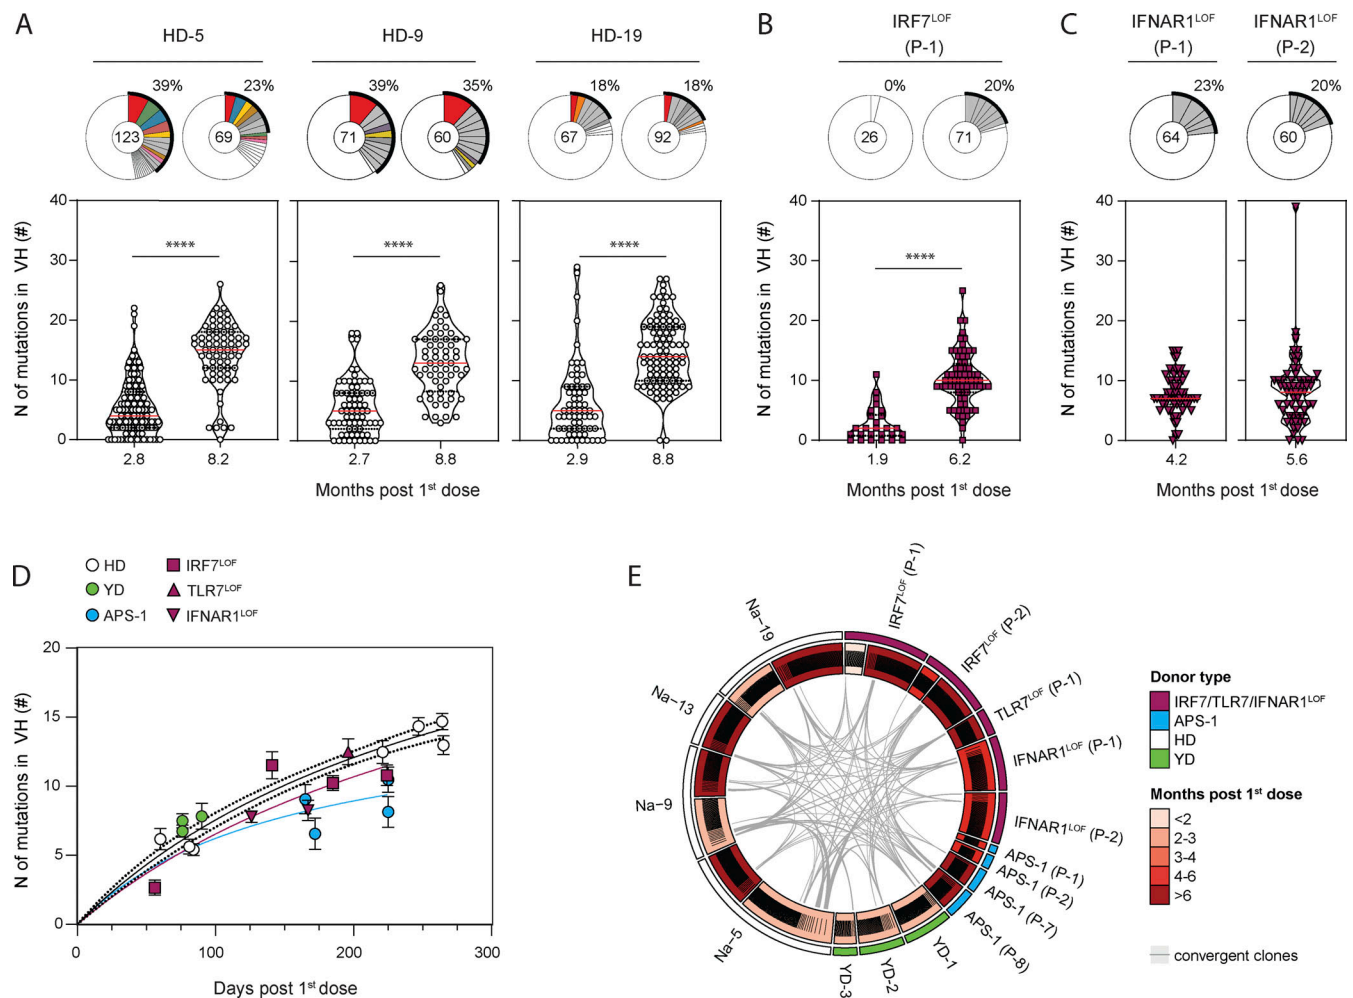 A
HD-5
HD-9
HD-19
39%
23%
39%
35%
18%
18%
123
69
71
60
67
92
N of mutations in VH (#)
40
30
20
10
0
****
****
****
2.8
8.2
2.7
8.8
2.9
8.8
Months post 1st dose
B
IRF7LOF
(P-1)
0%
20%
26
71
N of mutations in VH (#)
40
30
20
10
0
****
1.9
6.2
Months post 1st dose
C
IFNAR1LOF
(P-1)
IFNAR1LOF
(P-2)
23%
20%
64
60
N of mutations in VH (#)
40
30
20
10
0
4.2
5.6
Months post 1st dose
D
HD
YD
APS-1
IRF7LOF
TLR7LOF
IFNAR1LOF
N of mutations in VH (#)
20
15
10
5
0
0
100
200
300
Days post 1st dose
E
IRF7LOF (P-1)
IRF7LOF (P-2)
TLR7LOF (P-1)
IFNAR1LOF (P-1)
IFNAR1LOF (P-2)
APS-1 (P-1)
APS-1 (P-2)
APS-1 (P-7)
APS-1 (P-8)
YD-1
YD-2
YD-3
Na-5
Na-9
Na-13
Na-19
Donor type
IRF7/TLR7/IFNAR1LOF
APS-1
HD
YD
Months post 1st dose
<2
2-3
3-4
4-6
>6
convergent clones